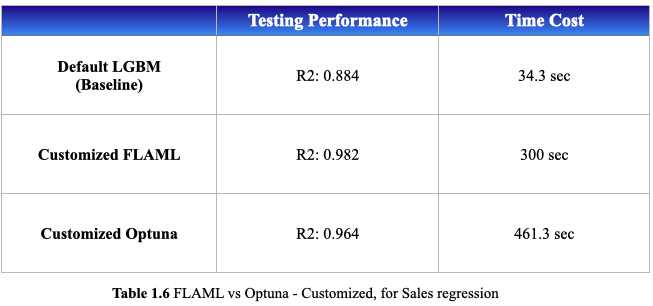 Testing Performance Time Cost
Default LGBM
(Baseline)
R2: 0.884 34.3 sec
Customized FLAML R2: 0.982 300 sec
Customized Optuna R2: 0.964 461.3 sec
Table 1.6 FLAML vs Optuna - Customized, for Sales regression